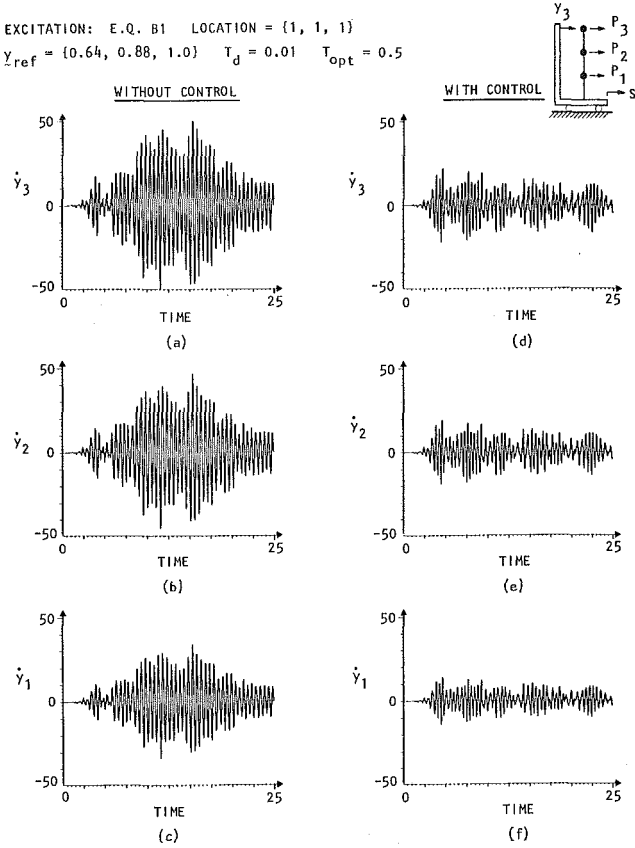 EXCITATION: E.Q. B1 LOCATION = {1, 1, 1}
y_ref = {0.64, 0.88, 1.0} T_d = 0.01 T_opt = 0.5
y_3
P_3
P_2
P_1
S
WITHOUT CONTROL
WITH CONTROL
50
ẏ_3
0
-50
0
25
TIME
(a)
50
ẏ_3
0
-50
0
25
TIME
(d)
50
ẏ_2
0
-50
0
25
TIME
(b)
50
ẏ_2
0
-50
0
25
TIME
(e)
50
ẏ_1
0
-50
0
25
TIME
(c)
50
ẏ_1
0
-50
0
25
TIME
(f)